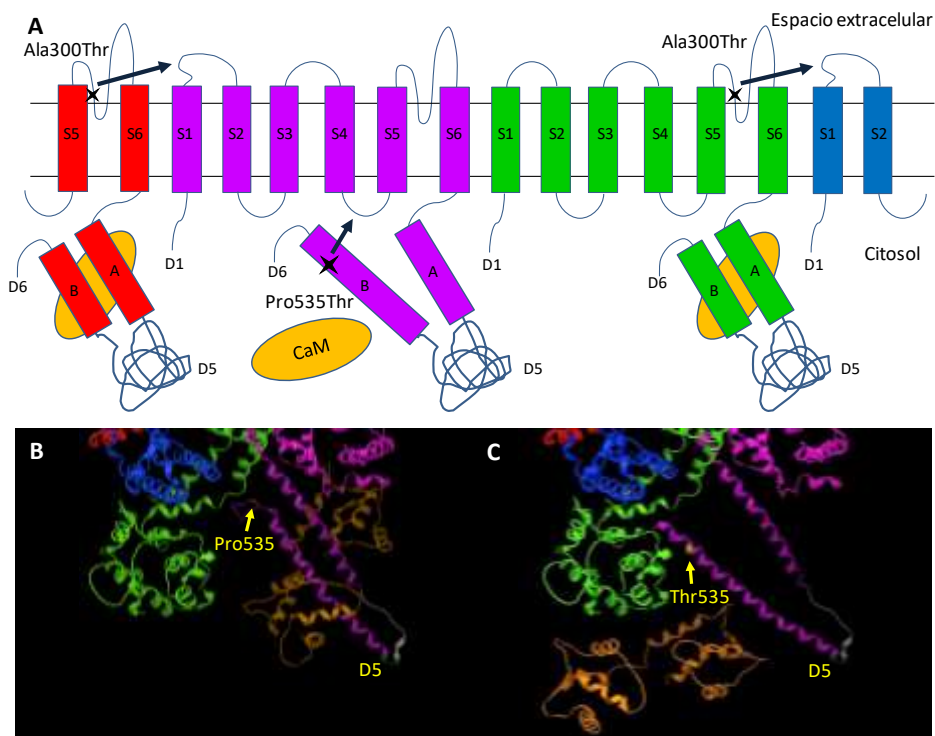 A
Espacio extracelular
Ala300Thr
Ala300Thr
S5
S6
S1
S2
S3
S4
S5
S6
S1
S2
S3
S4
S5
S6
S1
S2
D6
B
A
D1
D5
D6
B
A
D1
D5
Pro535Thr
CaM
D6
B
A
D1
D5
Citosol
B
Pro535
D5
C
Thr535
D5